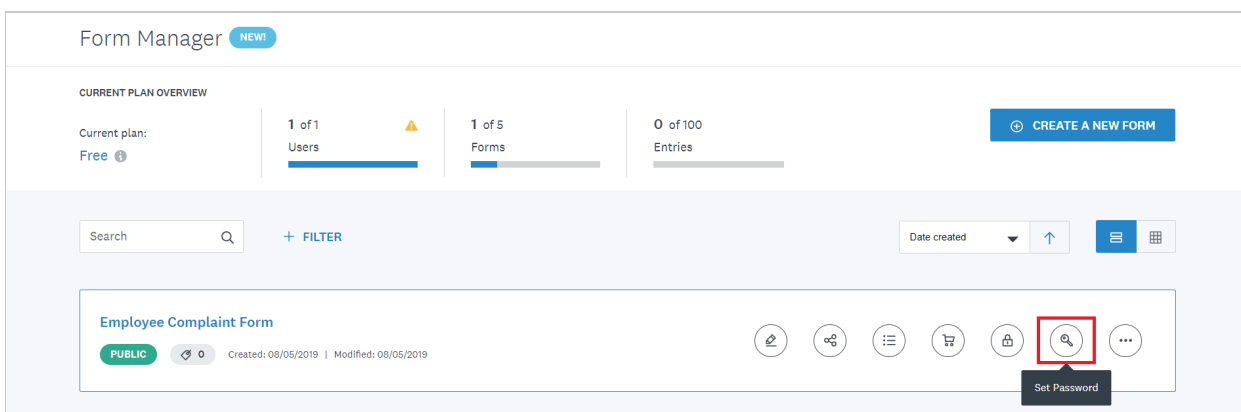 Form Manager NEW!
CURRENT PLAN OVERVIEW
Current plan:
Free
1 of 1
Users
1 of 5
Forms
0 of 100
Entries
CREATE A NEW FORM
Search
+ FILTER
Date created
Employee Complaint Form
PUBLIC 0 Created: 08/05/2019 | Modified: 08/05/2019
Set Password